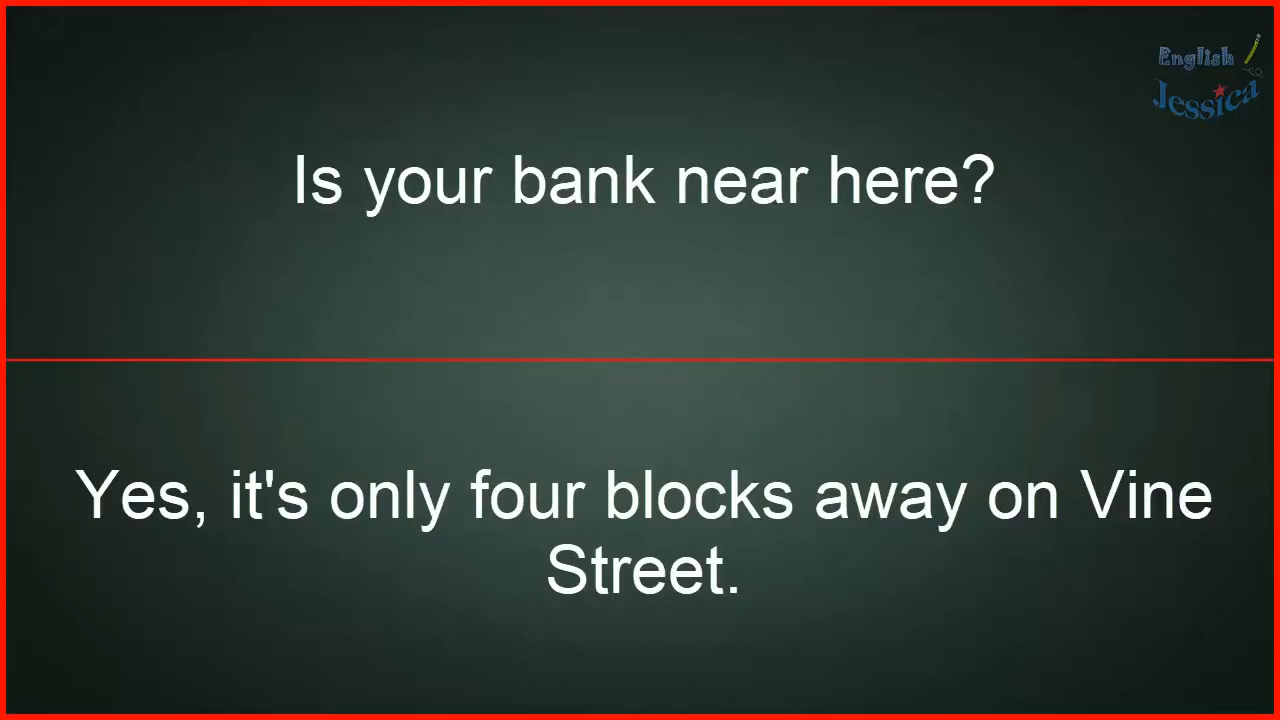 English
Jessica
Is your bank near here?
Yes, it's only four blocks away on Vine
Street.